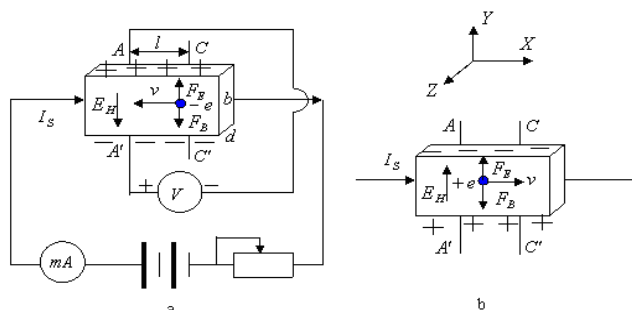 A l C
+ + + +
v F_E b
E_H - e
I_S F_B d
A' C''
+ V -
mA
a
Y
X
Z
A C
I_S F_E
E_H + e v
F_B
A' C''
b